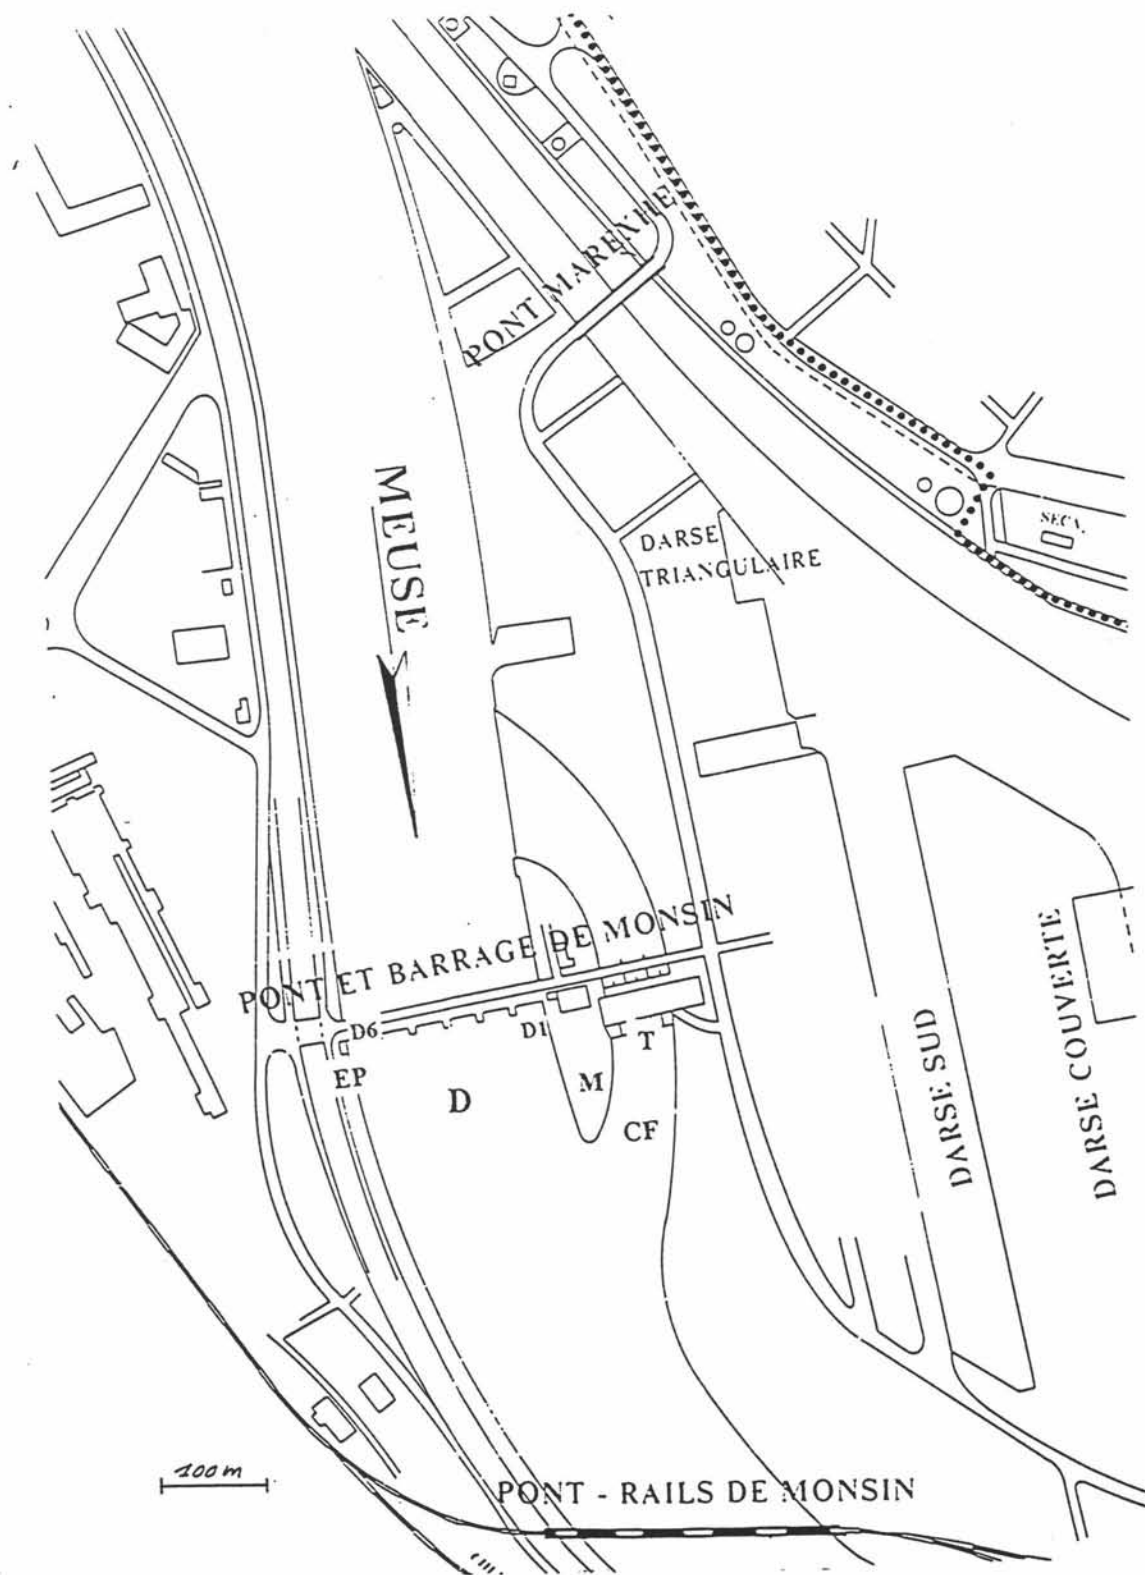 PONT MAREXHE
MEUSE
DARSE
TRIANGULAIRE
SECA
PONT ET BARRAGE DE MONSIN
D6
D1
T
EP
D
M
CF
DARSE SUD
DARSE COUVERTE
100 m
PONT - RAILS DE MONSIN